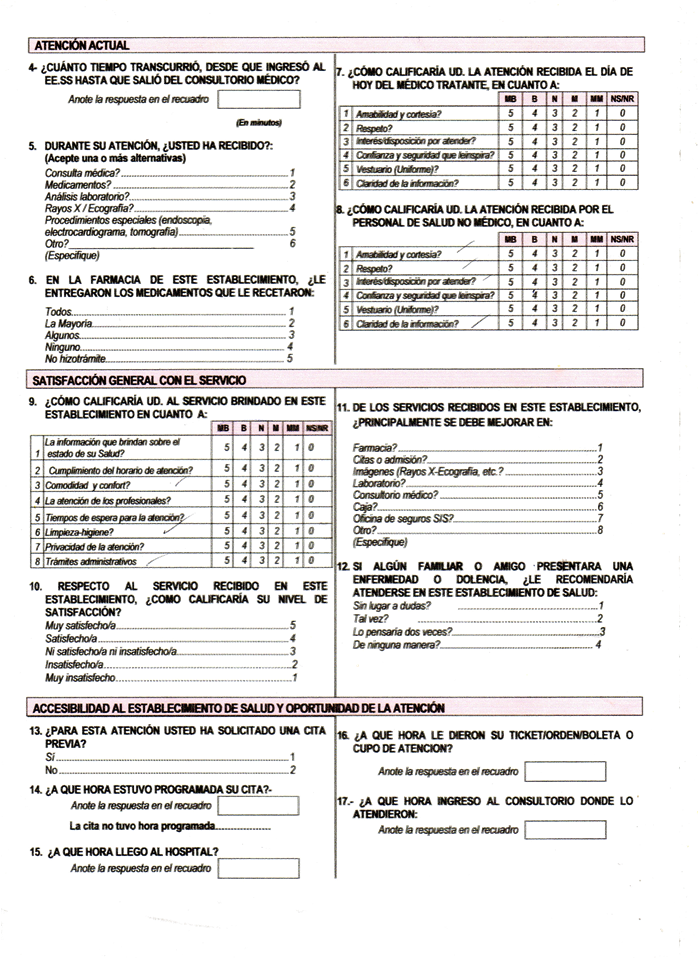 ATENCIÓN ACTUAL
4- ¿CUÁNTO TIEMPO TRANSCURRIÓ, DESDE QUE INGRESÓ AL
EE.SS HASTA QUE SALIÓ DEL CONSULTORIO MÉDICO?
Anote la respuesta en el recuadro
(En minutos)
5. DURANTE SU ATENCIÓN, ¿USTED HA RECIBIDO?:
(Acepte una o más alternativas)
Consulta médica? 1
Medicamentos? 2
Análisis laboratorio? 3
Rayos X / Ecografía? 4
Procedimientos especiales (endoscopia,
electrocardiograma, tomografía) 5
Otro? 6
(Especifique)
6. EN LA FARMACIA DE ESTE ESTABLECIMIENTO, ¿LE
ENTREGARON LOS MEDICAMENTOS QUE LE RECETARON:
Todos 1
La Mayoría 2
Algunos 3
Ninguno 4
No hizotrámite 5
7. ¿CÓMO CALIFICARÍA UD. LA ATENCIÓN RECIBIDA EL DÍA DE
HOY DEL MÉDICO TRATANTE, EN CUANTO A:
MB B N M MM NS/NR
1 Amabilidad y cortesía? 5 4 3 2 1 0
2 Respeto? 5 4 3 2 1 0
3 Interés/disposición por atender? 5 4 3 2 1 0
4 Confianza y seguridad que leinspira? 5 4 3 2 1 0
5 Vestuario (Uniforme)? 5 4 3 2 1 0
6 Claridad de la información? 5 4 3 2 1 0
8. ¿CÓMO CALIFICARÍA UD. LA ATENCIÓN RECIBIDA POR EL
PERSONAL DE SALUD NO MÉDICO, EN CUANTO A:
MB B N M MM NS/NR
1 Amabilidad y cortesía? 5 4 3 2 1 0
2 Respeto? 5 4 3 2 1 0
3 Interés/disposición por atender? 5 4 3 2 1 0
4 Confianza y seguridad que leinspira? 5 4 3 2 1 0
5 Vestuario (Uniforme)? 5 4 3 2 1 0
6 Claridad de la información? 5 4 3 2 1 0
SATISFACCIÓN GENERAL CON EL SERVICIO
9. ¿CÓMO CALIFICARÍA UD. AL SERVICIO BRINDADO EN ESTE
ESTABLECIMIENTO EN CUANTO A:
MB B N M MM NS/NR
La información que brindan sobre el
1 estado de su Salud? 5 4 3 2 1 0
2 Cumplimiento del horario de atención? 5 4 3 2 1 0
3 Comodidad y confort? 5 4 3 2 1 0
4 La atención de los profesionales? 5 4 3 2 1 0
5 Tiempos de espera para la atención? 5 4 3 2 1 0
6 Limpieza-higiene? 5 4 3 2 1 0
7 Privacidad de la atención? 5 4 3 2 1 0
8 Trámites administrativos 5 4 3 2 1 0
10. RESPECTO AL SERVICIO RECIBIDO EN ESTE
ESTABLECIMIENTO, ¿COMO CALIFICARÍA SU NIVEL DE
SATISFACCIÓN?
Muy satisfecho/a 5
Satisfecho/a 4
Ni satisfecho/a ni insatisfecho/a 3
Insatisfecho/a 2
Muy insatisfecho 1
11. DE LOS SERVICIOS RECIBIDOS EN ESTE ESTABLECIMIENTO,
¿PRINCIPALMENTE SE DEBE MEJORAR EN:
Farmacia? 1
Citas o admisión? 2
Imágenes (Rayos X-Ecografía, etc.? 3
Laboratorio? 4
Consultorio médico? 5
Caja? 6
Oficina de seguros SIS? 7
Otro? 8
(Especifique)
12. SI ALGÚN FAMILIAR O AMIGO PRESENTARA UNA
ENFERMEDAD O DOLENCIA, ¿LE RECOMENDARÍA
ATENDERSE EN ESTE ESTABLECIMIENTO DE SALUD:
Sin lugar a dudas? 1
Tal vez? 2
Lo pensaría dos veces? 3
De ninguna manera? 4
ACCESIBILIDAD AL ESTABLECIMIENTO DE SALUD Y OPORTUNIDAD DE LA ATENCIÓN
13. ¿PARA ESTA ATENCIÓN USTED HA SOLICITADO UNA CITA
PREVIA?
Sí 1
No 2
14. ¿A QUE HORA ESTUVO PROGRAMADA SU CITA?-
Anote la respuesta en el recuadro
La cita no tuvo hora programada
15. ¿A QUE HORA LLEGO AL HOSPITAL?
Anote la respuesta en el recuadro
16. ¿A QUE HORA LE DIERON SU TICKET/ORDEN/BOLETA O
CUPO DE ATENCION?
Anote la respuesta en el recuadro
17.- ¿A QUE HORA INGRESO AL CONSULTORIO DONDE LO
ATENDIERON:
Anote la respuesta en el recuadro